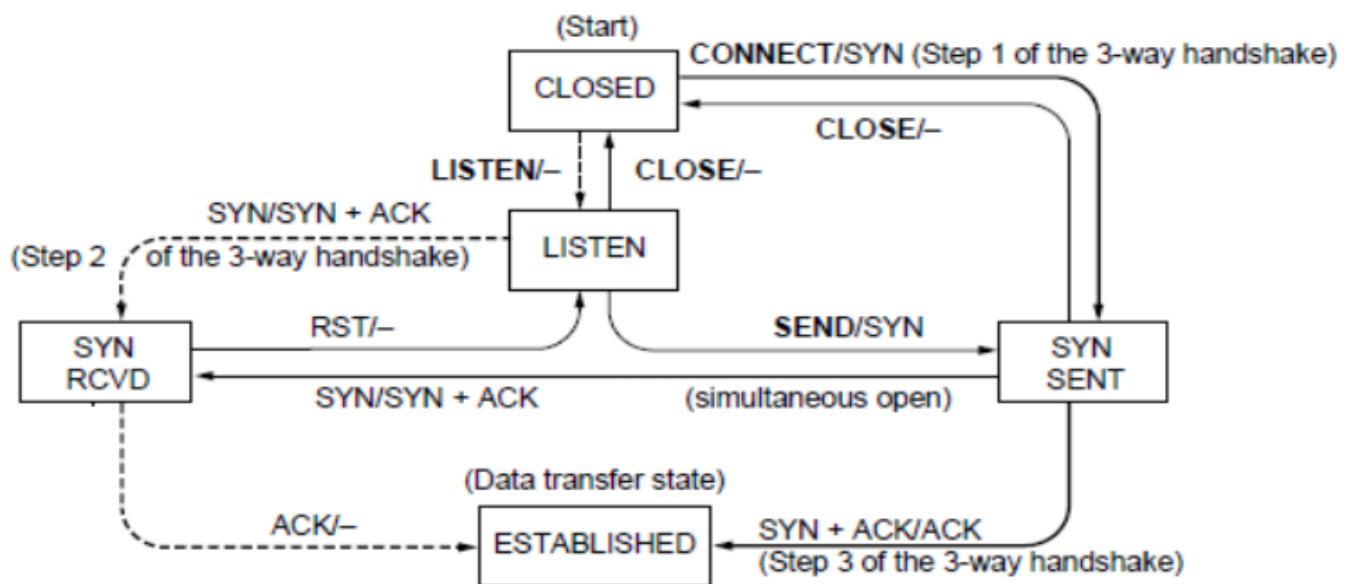 (Start)
CONNECT/SYN (Step 1 of the 3-way handshake)
CLOSED
CLOSE/–
LISTEN/–
CLOSE/–
SYN/SYN + ACK
(Step 2 of the 3-way handshake)
LISTEN
RST/–
SEND/SYN
SYN
RCVD
SYN
SENT
SYN/SYN + ACK
(simultaneous open)
(Data transfer state)
ACK/–
ESTABLISHED
SYN + ACK/ACK
(Step 3 of the 3-way handshake)